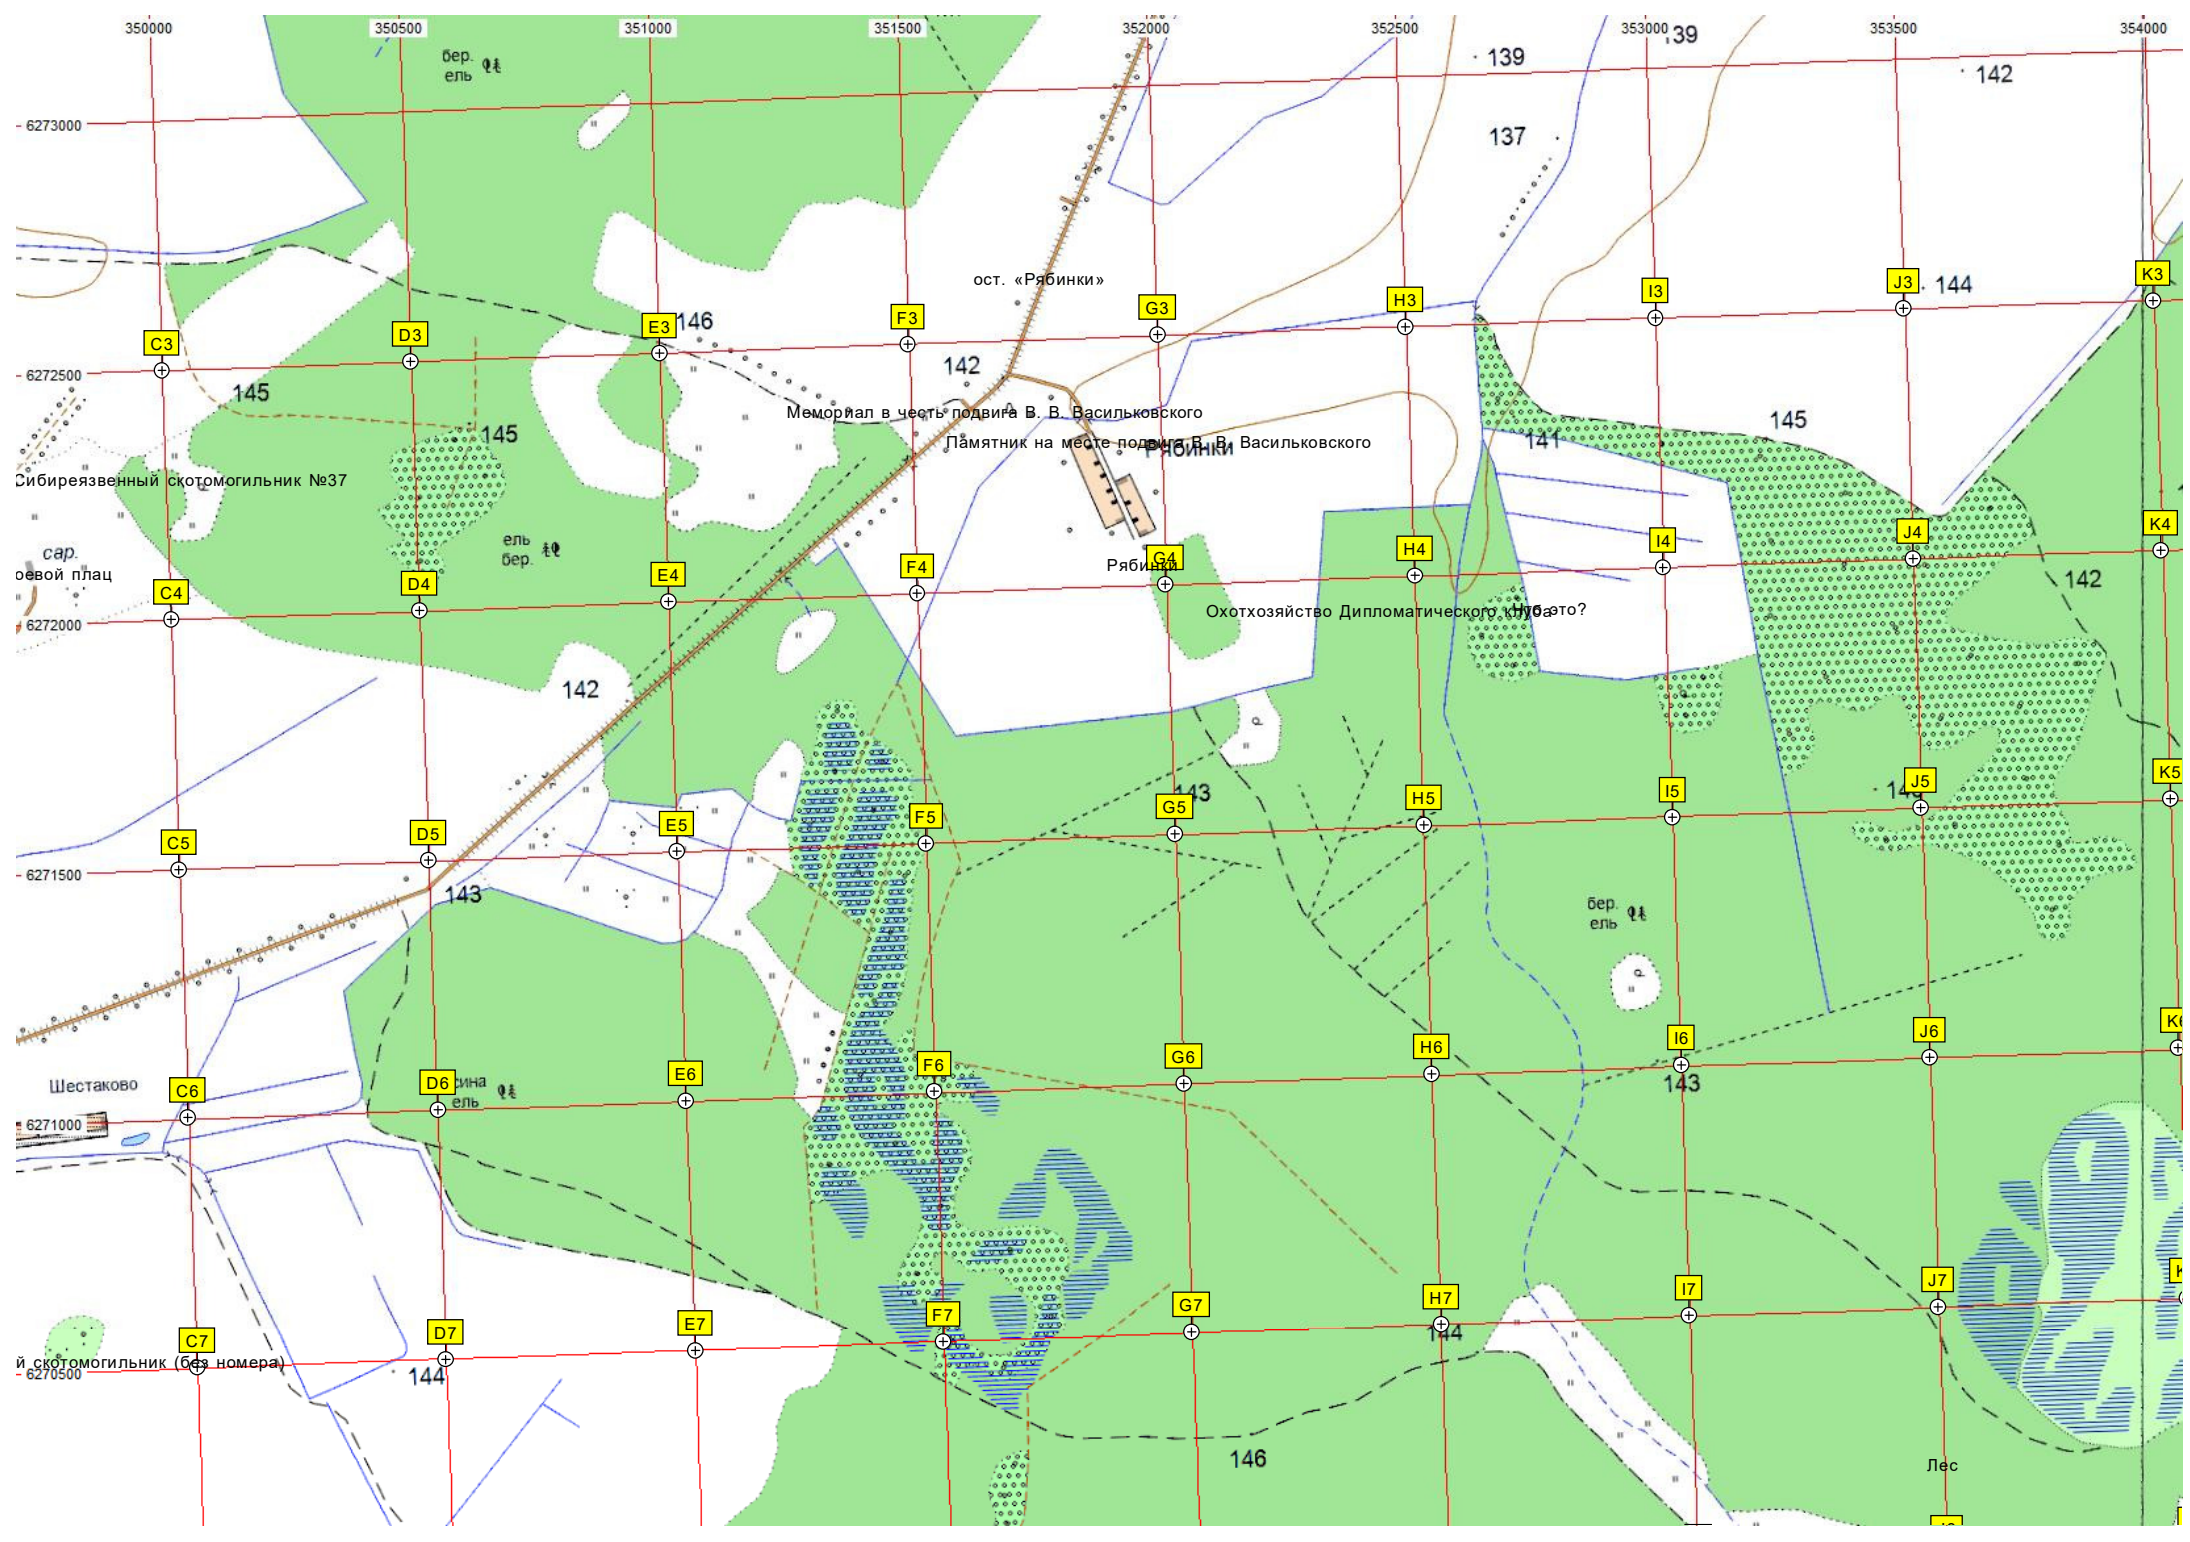 350000 350500 351000 351500 352000 352500 353000 353500 354000
бер.
ель
139
142
6273000
137
ост. «Рябинки»
K3
J3 144
I3
H3
G3
F3
E3 146
D3
C3
142
6272500
145
Мемориал в честь подвига В. В. Васильковского
145
145
141
Памятник на месте подвига В. В. Васильковского
Рябинки
Сибиреязвенный скотомогильник №37
K4
J4
I4
H4
G4
F4
E4
D4
C4
ель
бер.
сар.
оевой плац
Рябинки
142
Охотхозяйство Дипломатического клуба
Что это?
6272000
142
K5
J5
I5
H5
G5 143
F5
E5
D5
C5
6271500
143
бер.
ель
K6
J6
I6
H6
G6
F6
E6
D6
C6
143
Шестаково
ель
6271000
J7
I7
H7
G7
F7
E7
D7
C7
144
й скотомогильник (без номера)
6270500
144
146
Лес